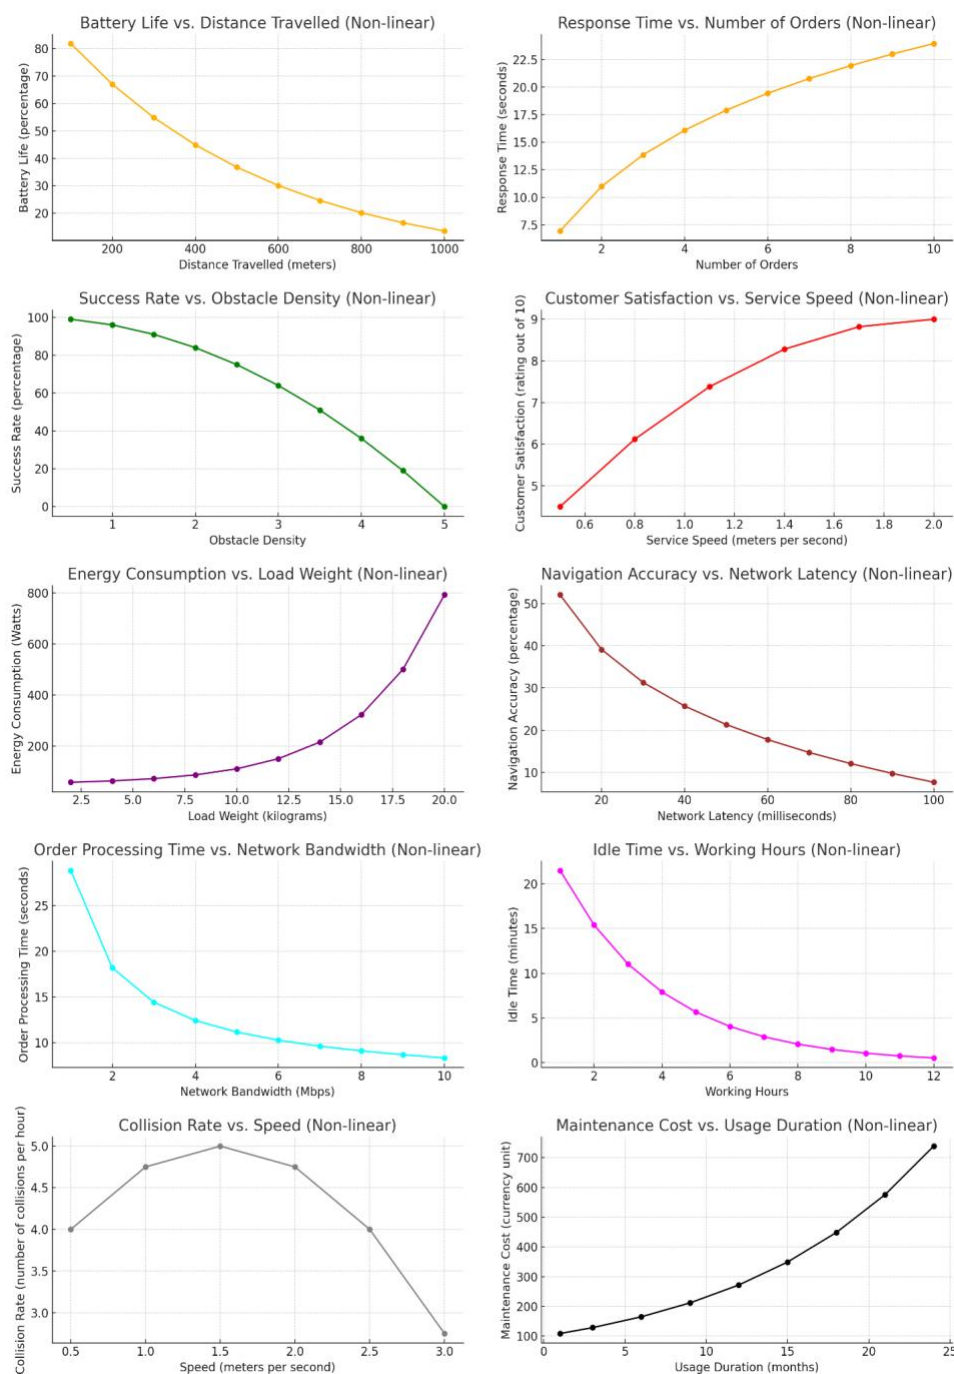 Battery Life vs. Distance Travelled (Non-linear)
Battery Life (percentage)
80
70
60
50
40
30
20
200 400 600 800 1000
Distance Travelled (meters)
Response Time vs. Number of Orders (Non-linear)
Response Time (seconds)
22.5
20.0
17.5
15.0
12.5
10.0
7.5
2 4 6 8 10
Number of Orders
Success Rate vs. Obstacle Density (Non-linear)
Success Rate (percentage)
100
80
60
40
20
0
1 2 3 4 5
Obstacle Density
Customer Satisfaction vs. Service Speed (Non-linear)
Customer Satisfaction (rating out of 10)
9
8
7
6
5
0.6 0.8 1.0 1.2 1.4 1.6 1.8 2.0
Service Speed (meters per second)
Energy Consumption vs. Load Weight (Non-linear)
Energy Consumption (Watts)
800
600
400
200
2.5 5.0 7.5 10.0 12.5 15.0 17.5 20.0
Load Weight (kilograms)
Navigation Accuracy vs. Network Latency (Non-linear)
Navigation Accuracy (percentage)
50
40
30
20
10
20 40 60 80 100
Network Latency (milliseconds)
Order Processing Time vs. Network Bandwidth (Non-linear)
Order Processing Time (seconds)
25
20
15
10
2 4 6 8 10
Network Bandwidth (Mbps)
Idle Time vs. Working Hours (Non-linear)
Idle Time (minutes)
20
15
10
5
0
2 4 6 8 10 12
Working Hours
Collision Rate vs. Speed (Non-linear)
Collision Rate (number of collisions per hour)
5.0
4.5
4.0
3.5
3.0
0.5 1.0 1.5 2.0 2.5 3.0
Speed (meters per second)
Maintenance Cost vs. Usage Duration (Non-linear)
Maintenance Cost (currency unit)
700
600
500
400
300
200
100
0 5 10 15 20 25
Usage Duration (months)